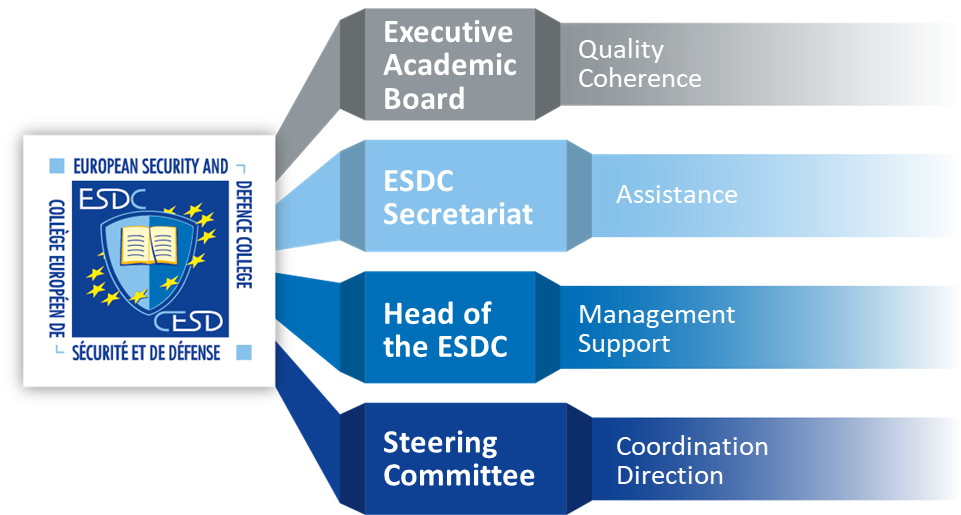 EUROPEAN SECURITY AND
DEFENCE COLLEGE
ESDC
CESD
COLLÈGE EUROPÉEN DE
SÉCURITÉ ET DE DÉFENSE
Executive
Academic
Board
Quality
Coherence
ESDC
Secretariat
Assistance
Head of
the ESDC
Management
Support
Steering
Committee
Coordination
Direction